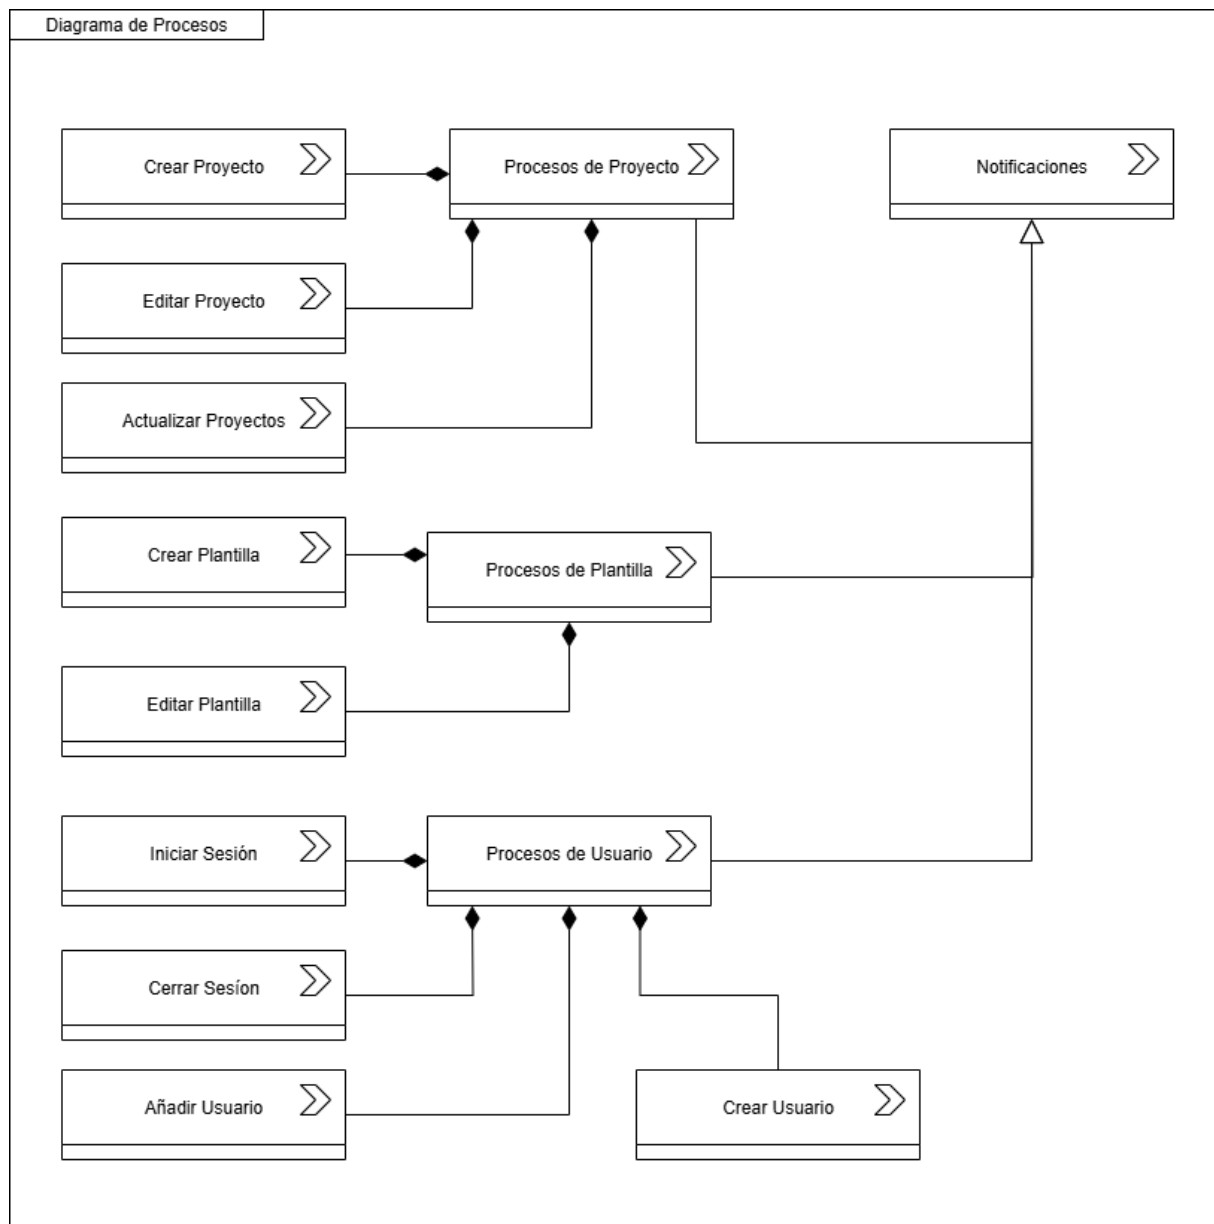 Diagrama de Procesos
Crear Proyecto
Procesos de Proyecto
Notificaciones
Editar Proyecto
Actualizar Proyectos
Crear Plantilla
Procesos de Plantilla
Editar Plantilla
Iniciar Sesión
Procesos de Usuario
Cerrar Sesíon
Añadir Usuario
Crear Usuario